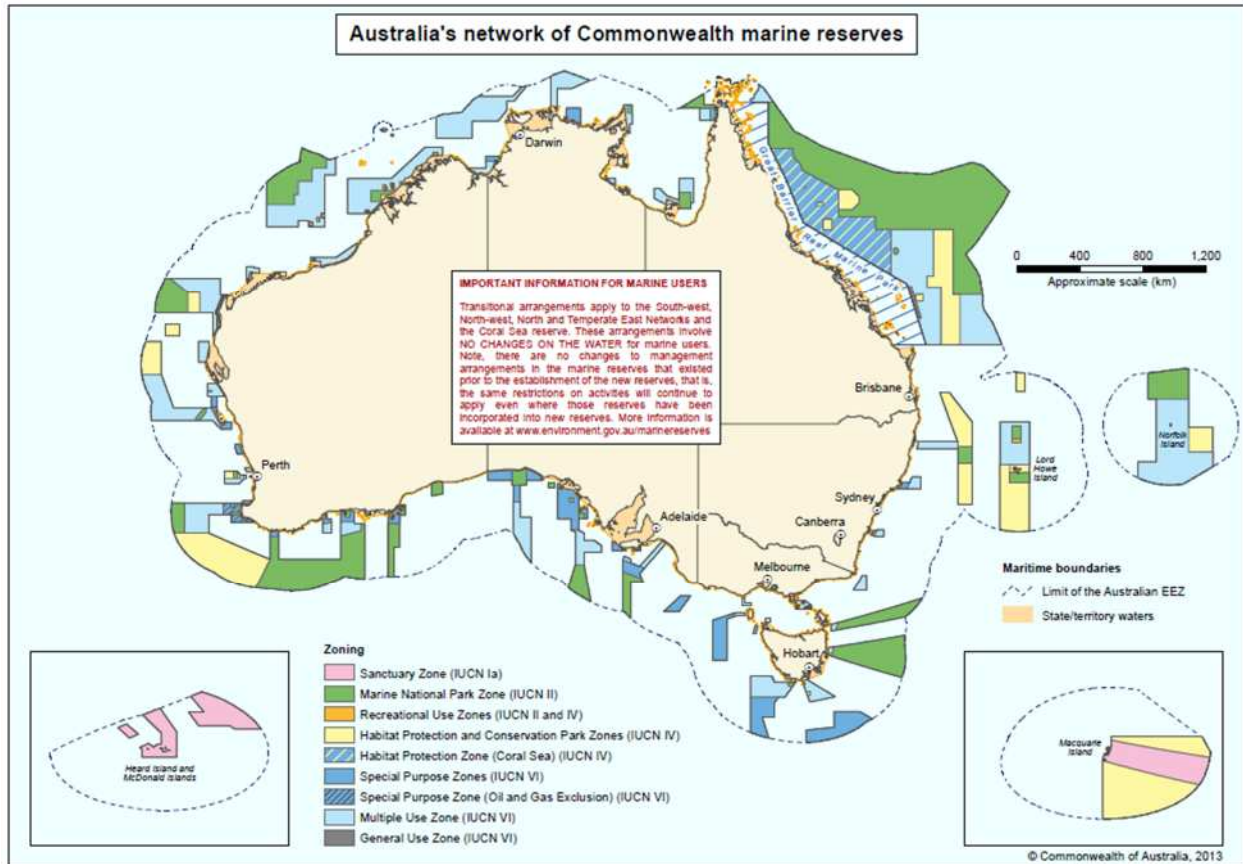 Australia's network of Commonwealth marine reserves
Darwin
Great Barrier
Reef Marine Park
0 400 800 1,200
Approximate scale (km)
IMPORTANT INFORMATION FOR MARINE USERS
Transitional arrangements apply to the South-west,
North-west, North and Temperate East Networks and
the Coral Sea reserve. These arrangements involve
NO CHANGES ON THE WATER for marine users.
Note, there are no changes to management
arrangements in the marine reserves that existed
prior to the establishment of the new reserves, that is,
the same restrictions on activities will continue to
apply even where those reserves have been
incorporated into new reserves. More information is
available at www.environment.gov.au/marinereserves
Brisbane
Norfolk
Island
Perth
Lord
Howe
Island
Sydney
Adelaide
Canberra
Melbourne
Hobart
Maritime boundaries
Limit of the Australian EEZ
State/territory waters
Zoning
Sanctuary Zone (IUCN Ia)
Marine National Park Zone (IUCN II)
Recreational Use Zones (IUCN II and IV)
Habitat Protection and Conservation Park Zones (IUCN IV)
Habitat Protection Zone (Coral Sea) (IUCN IV)
Special Purpose Zones (IUCN VI)
Special Purpose Zone (Oil and Gas Exclusion) (IUCN VI)
Multiple Use Zone (IUCN VI)
General Use Zone (IUCN VI)
Heard Island and
McDonald Islands
Macquarie
Island
© Commonwealth of Australia, 2013